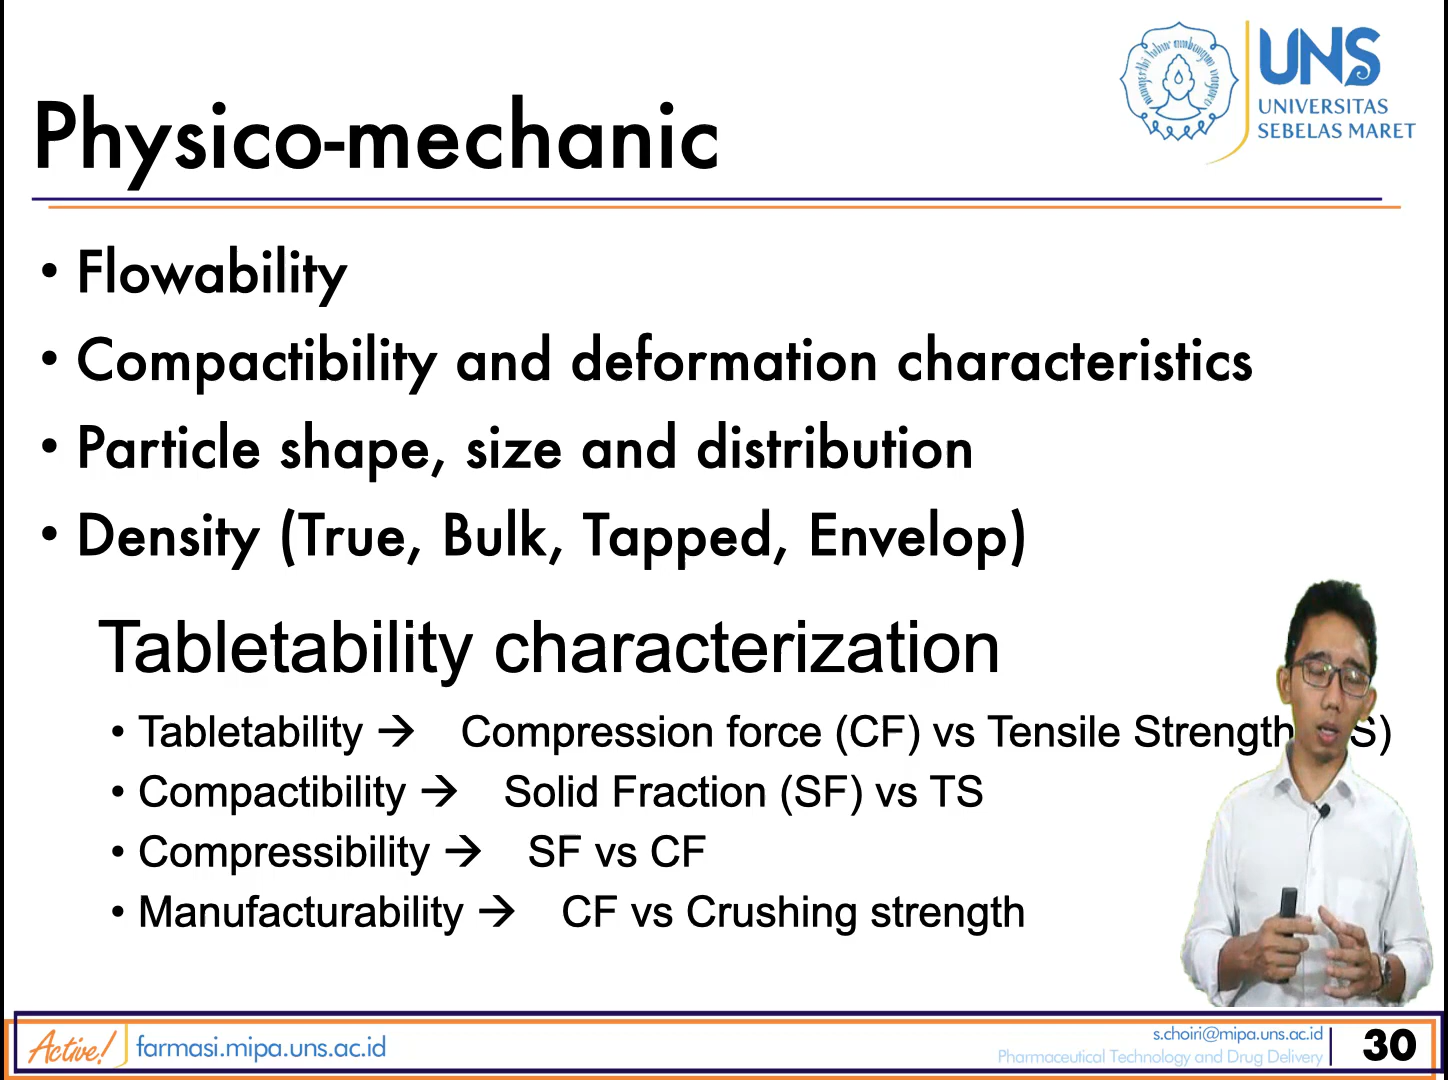 UNS
UNIVERSITAS
SEBELAS MARET
Physico-mechanic
• Flowability
• Compactibility and deformation characteristics
• Particle shape, size and distribution
• Density (True, Bulk, Tapped, Envelop)
Tabletability characterization
• Tabletability → Compression force (CF) vs Tensile Strength S)
• Compactibility → Solid Fraction (SF) vs TS
• Compressibility → SF vs CF
• Manufacturability → CF vs Crushing strength
Active!
farmasi.mipa.uns.ac.id
s.choiri@mipa.uns.ac.id
Pharmaceutical Technology and Drug Delivery
30